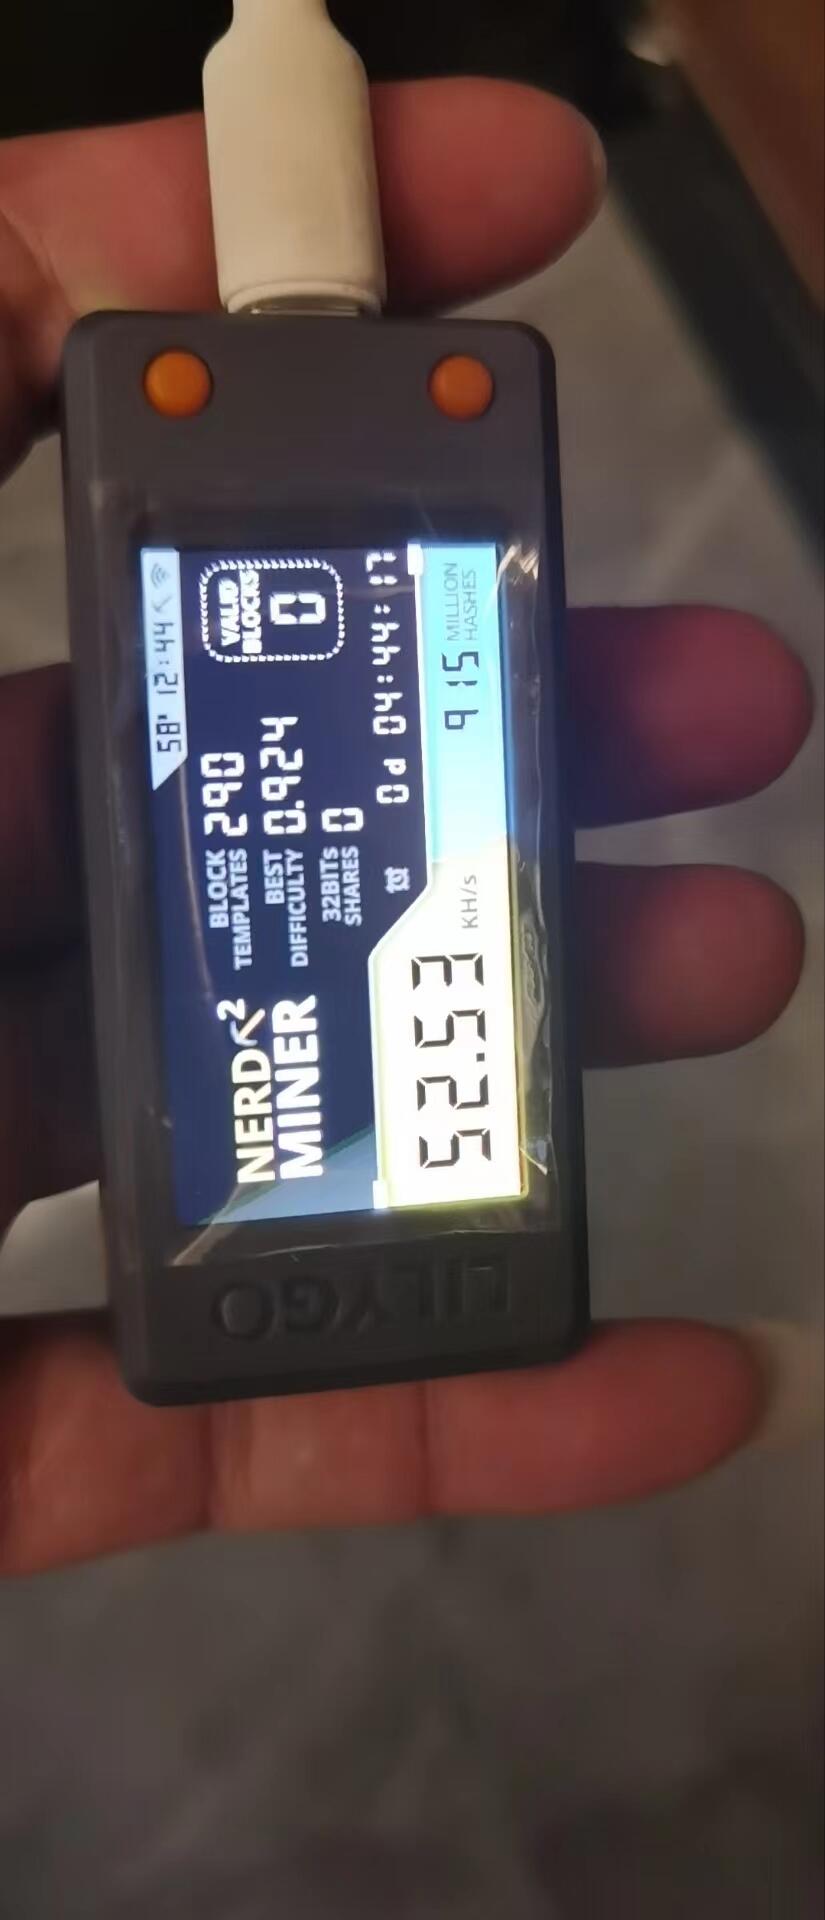 58° 12:44
BLOCK TEMPLATES 290
VALID BLOCKS
0
BEST DIFFICULTY 0.924
32BITs SHARES 0
NERD 2
MINER
0d 04:44:17
52.53 KH/s
915 MILLION HASHES
LILYGO